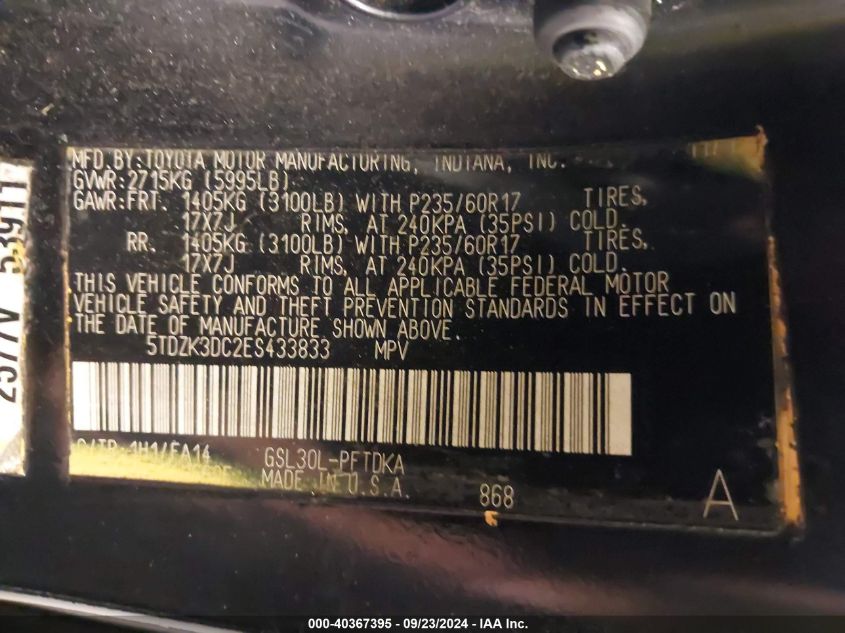 MFD. BY: TOYOTA MOTOR MANUFACTURING, INDIANA, INC.
GVWR: 2715KG (5995LB)
GAWR: FRT. 1405KG (3100LB) WITH P235/60R17 TIRES,
17X7J RIMS, AT 240KPA (35PSI) COLD.
RR. 1405KG (3100LB) WITH P235/60R17 TIRES,
17X7J RIMS, AT 240KPA (35PSI) COLD.
THIS VEHICLE CONFORMS TO ALL APPLICABLE FEDERAL MOTOR
VEHICLE SAFETY AND THEFT PREVENTION STANDARDS IN EFFECT ON
THE DATE OF MANUFACTURE SHOWN ABOVE.
5TDZK3DC2ES433833 MPV
C/TR: 1H1/FA14
GSL30L-PFTDKA
MADE IN U.S.A.
868
A
000-40367395 - 09/23/2024 - IAA Inc.